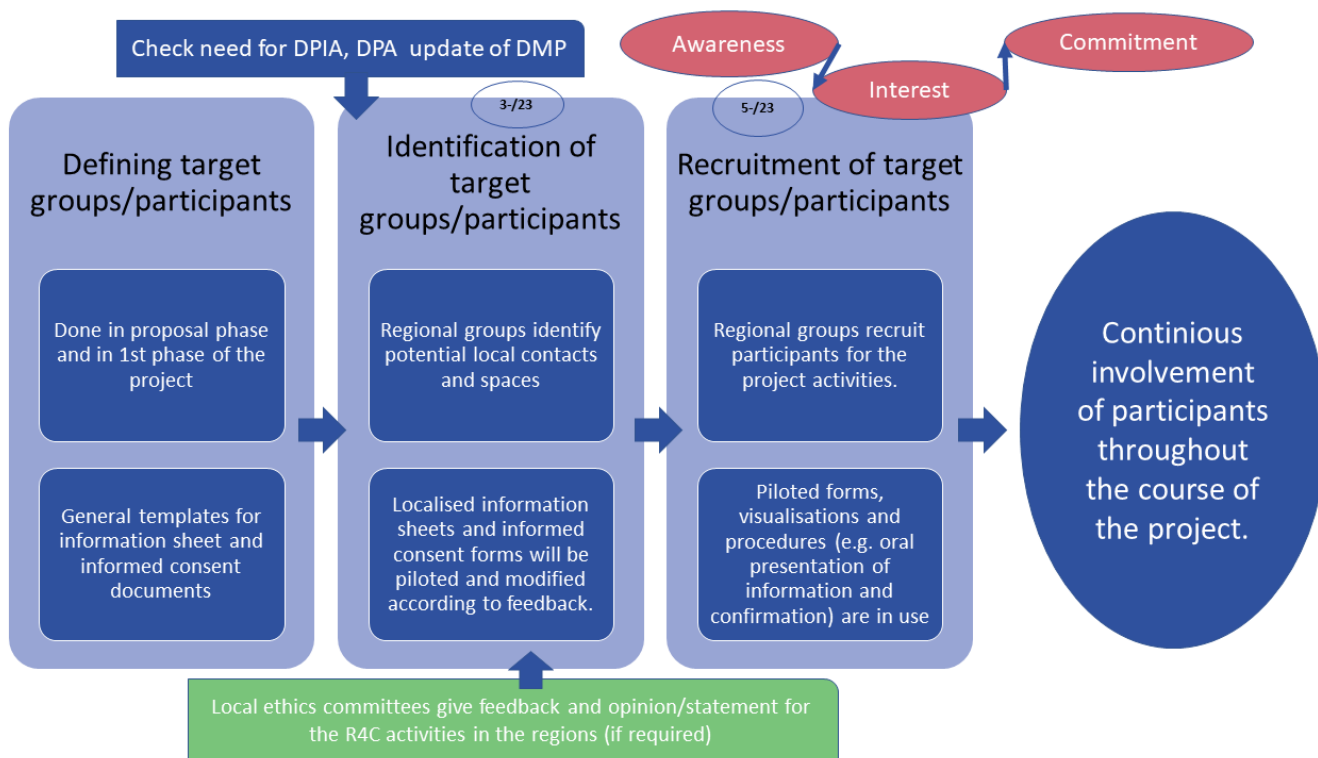 Check need for DPIA, DPA update of DMP
Awareness
Commitment
Interest
3-/23
5-/23
Defining target
groups/participants
Identification of
target
groups/participants
Recruitment of target
groups/participants
Done in proposal phase
and in 1st phase of the
project
Regional groups identify
potential local contacts
and spaces
Regional groups recruit
participants for the
project activities.
General templates for
information sheet and
informed consent
documents
Localised information
sheets and informed
consent forms will be
piloted and modified
according to feedback.
Piloted forms,
visualisations and
procedures (e.g. oral
presentation of
information and
confirmation) are in use
Continious
involvement
of participants
throughout
the course of
the project.
Local ethics committees give feedback and opinion/statement for
the R4C activities in the regions (if required)